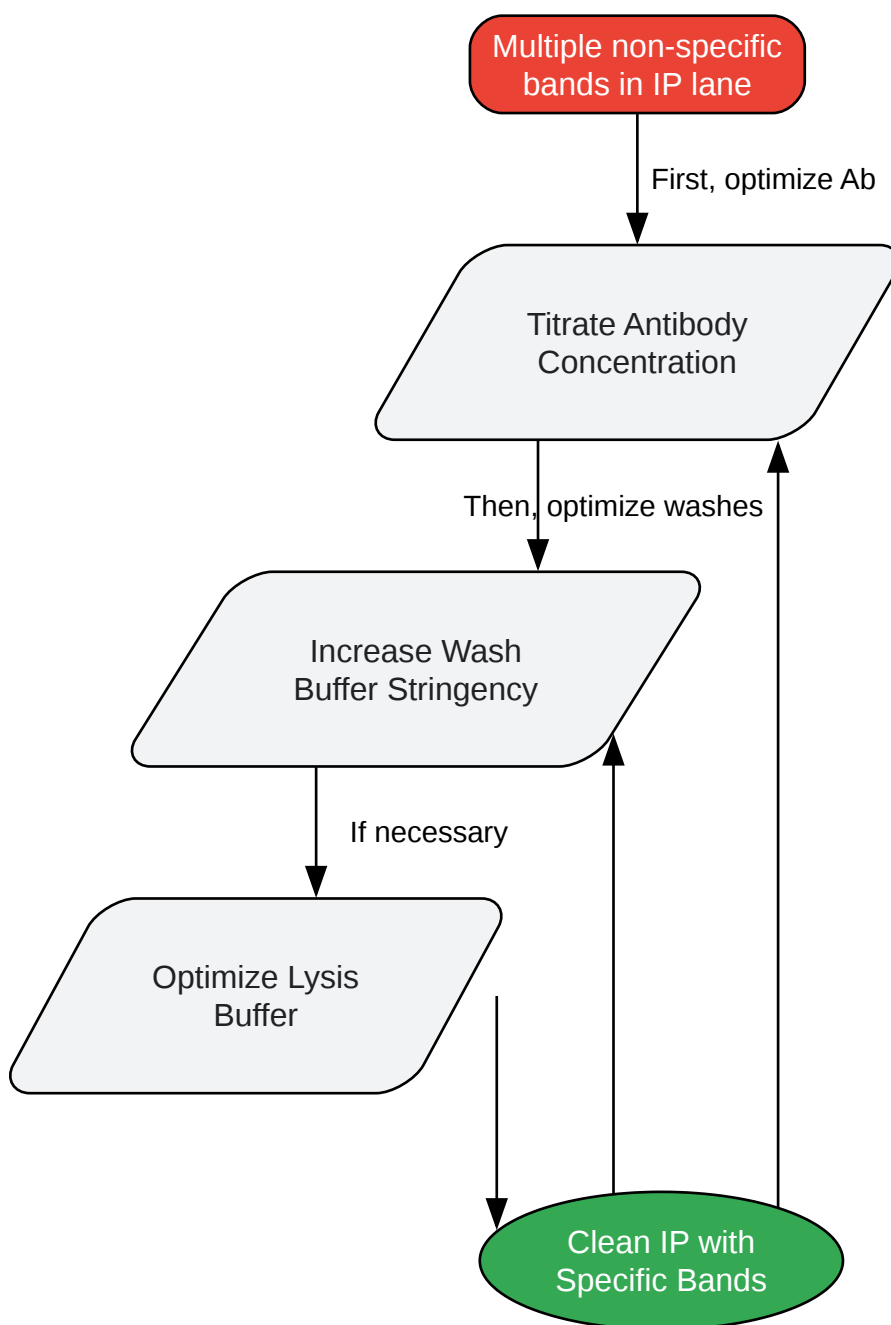 Multiple non-specific
bands in IP lane
First, optimize Ab
Titrate Antibody
Concentration
Then, optimize washes
Increase Wash
Buffer Stringency
If necessary
Optimize Lysis
Buffer
Clean IP with
Specific Bands